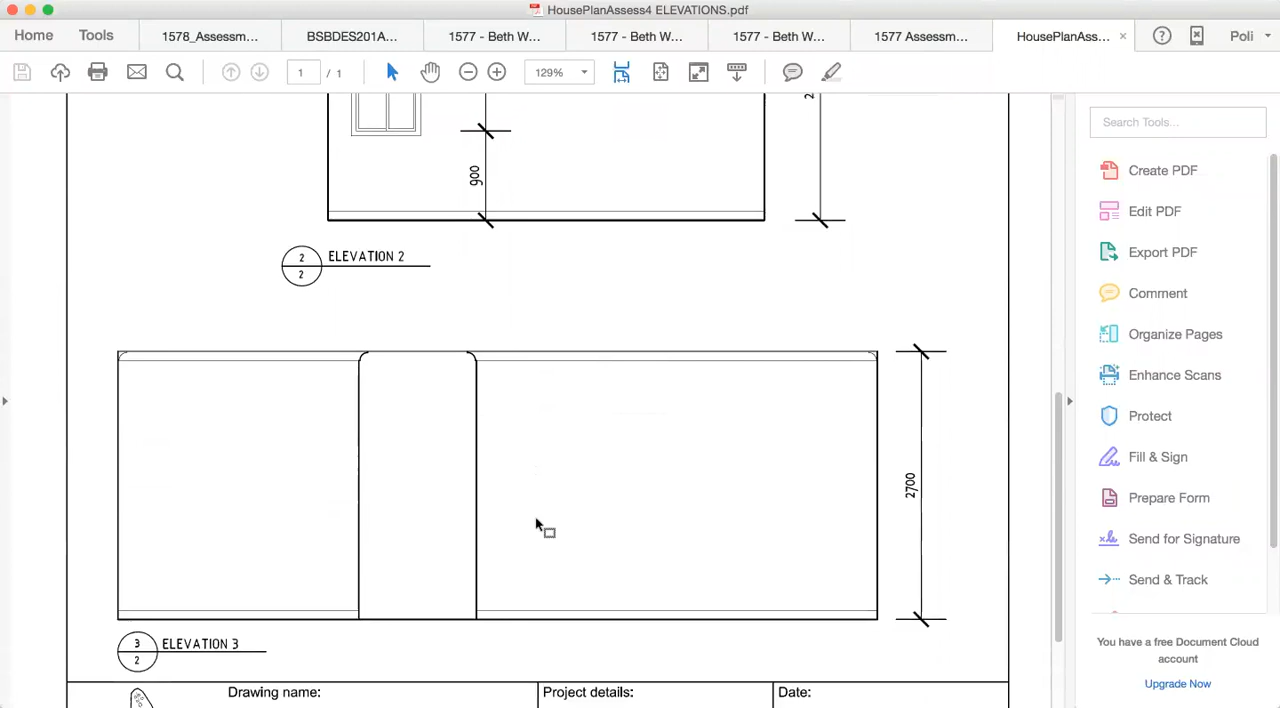 HousePlanAssess4 ELEVATIONS.pdf
Home
Tools
1578_Assessm...
BSBDES201A...
1577 - Beth W...
1577 - Beth W...
1577 - Beth W...
1577 Assessm...
HousePlanAss... ×
Poli
1 / 1
129%
900
2
2
ELEVATION 2
2700
3
2
ELEVATION 3
Drawing name:
Project details:
Date:
Search Tools...
Create PDF
Edit PDF
Export PDF
Comment
Organize Pages
Enhance Scans
Protect
Fill & Sign
Prepare Form
Send for Signature
Send & Track
You have a free Document Cloud
account
Upgrade Now